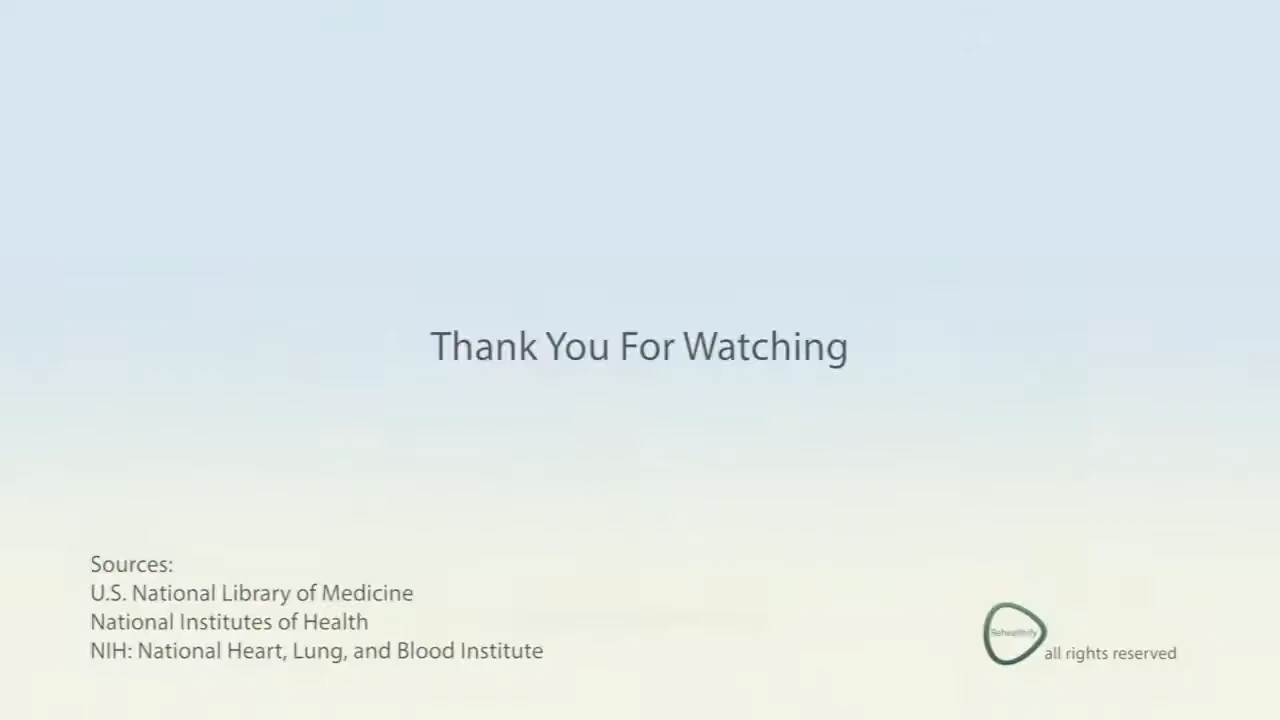 Thank You For Watching
Sources:
U.S. National Library of Medicine
National Institutes of Health
NIH: National Heart, Lung, and Blood Institute
Rehealthify
all rights reserved